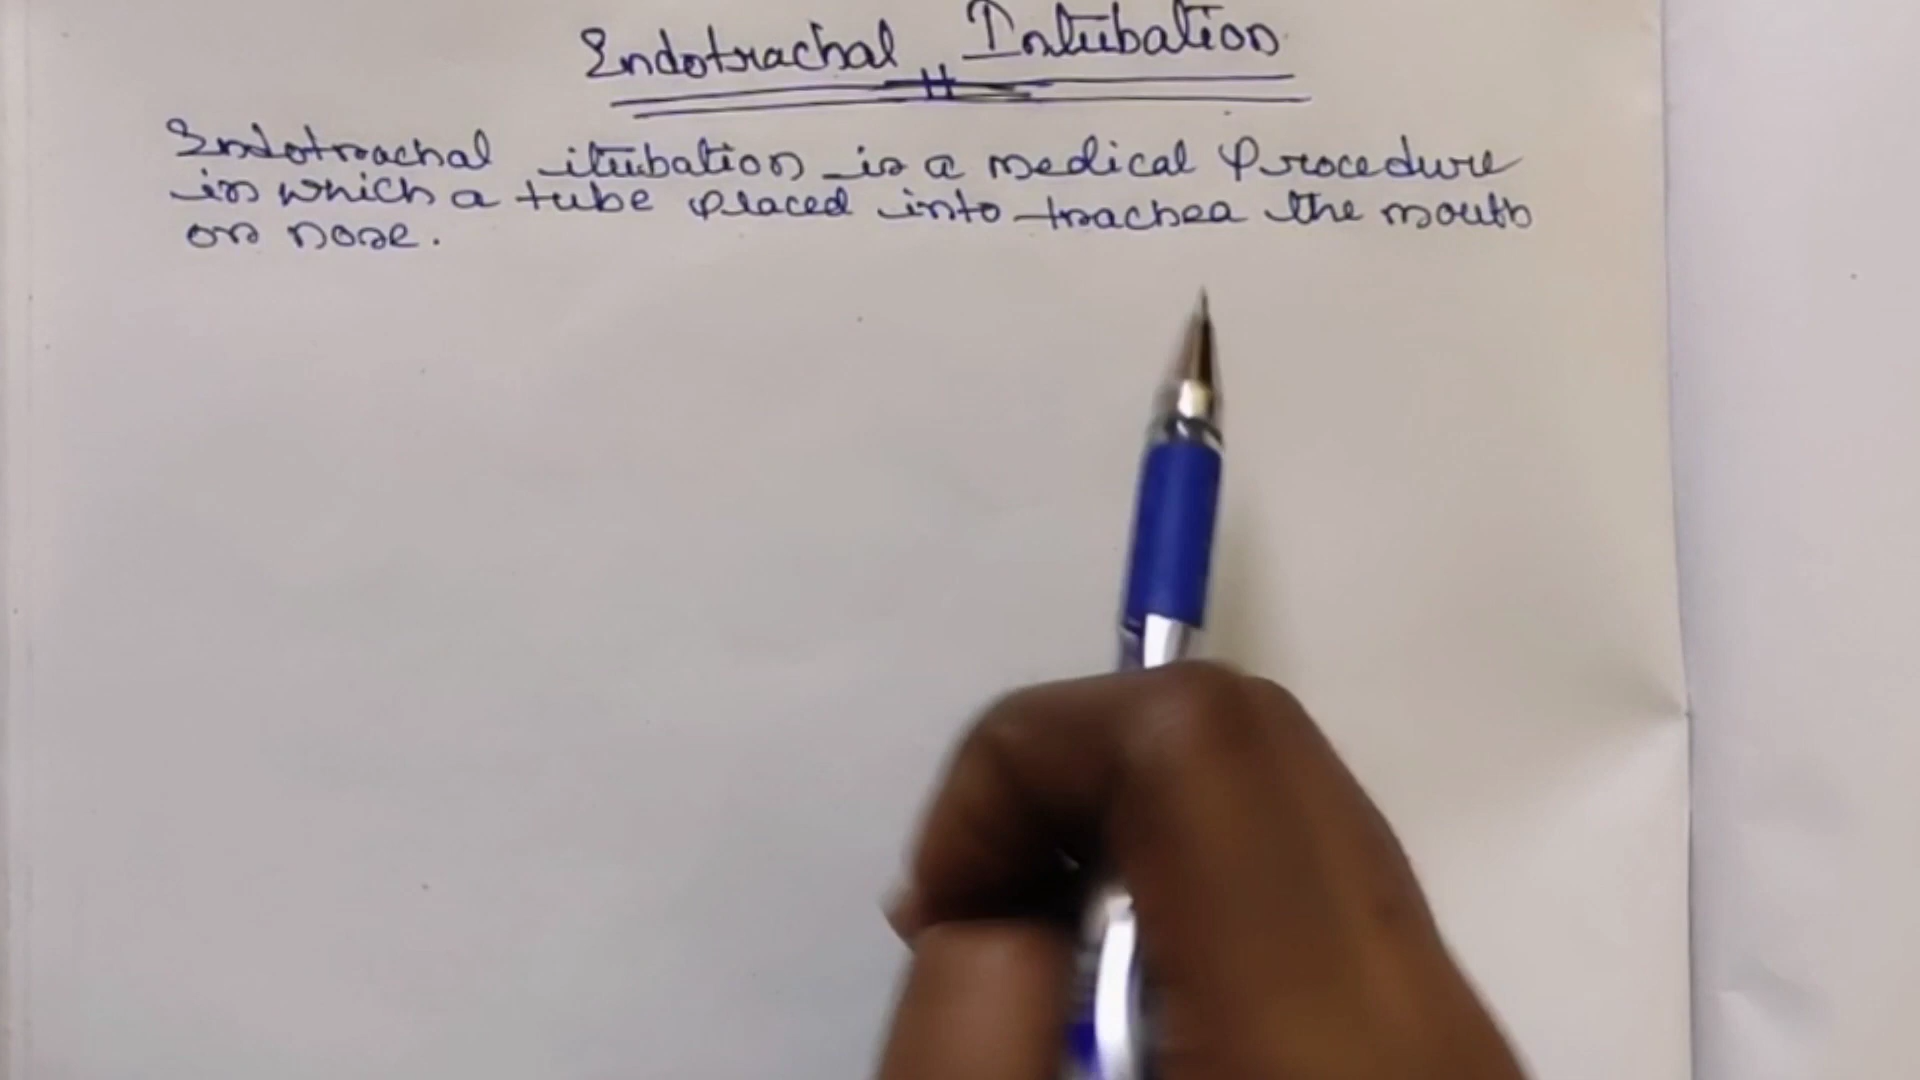 Endotrachal Intubation
Endotrachal itubation is a medical procedure
in which a tube placed into trachea the mouth
or nose.